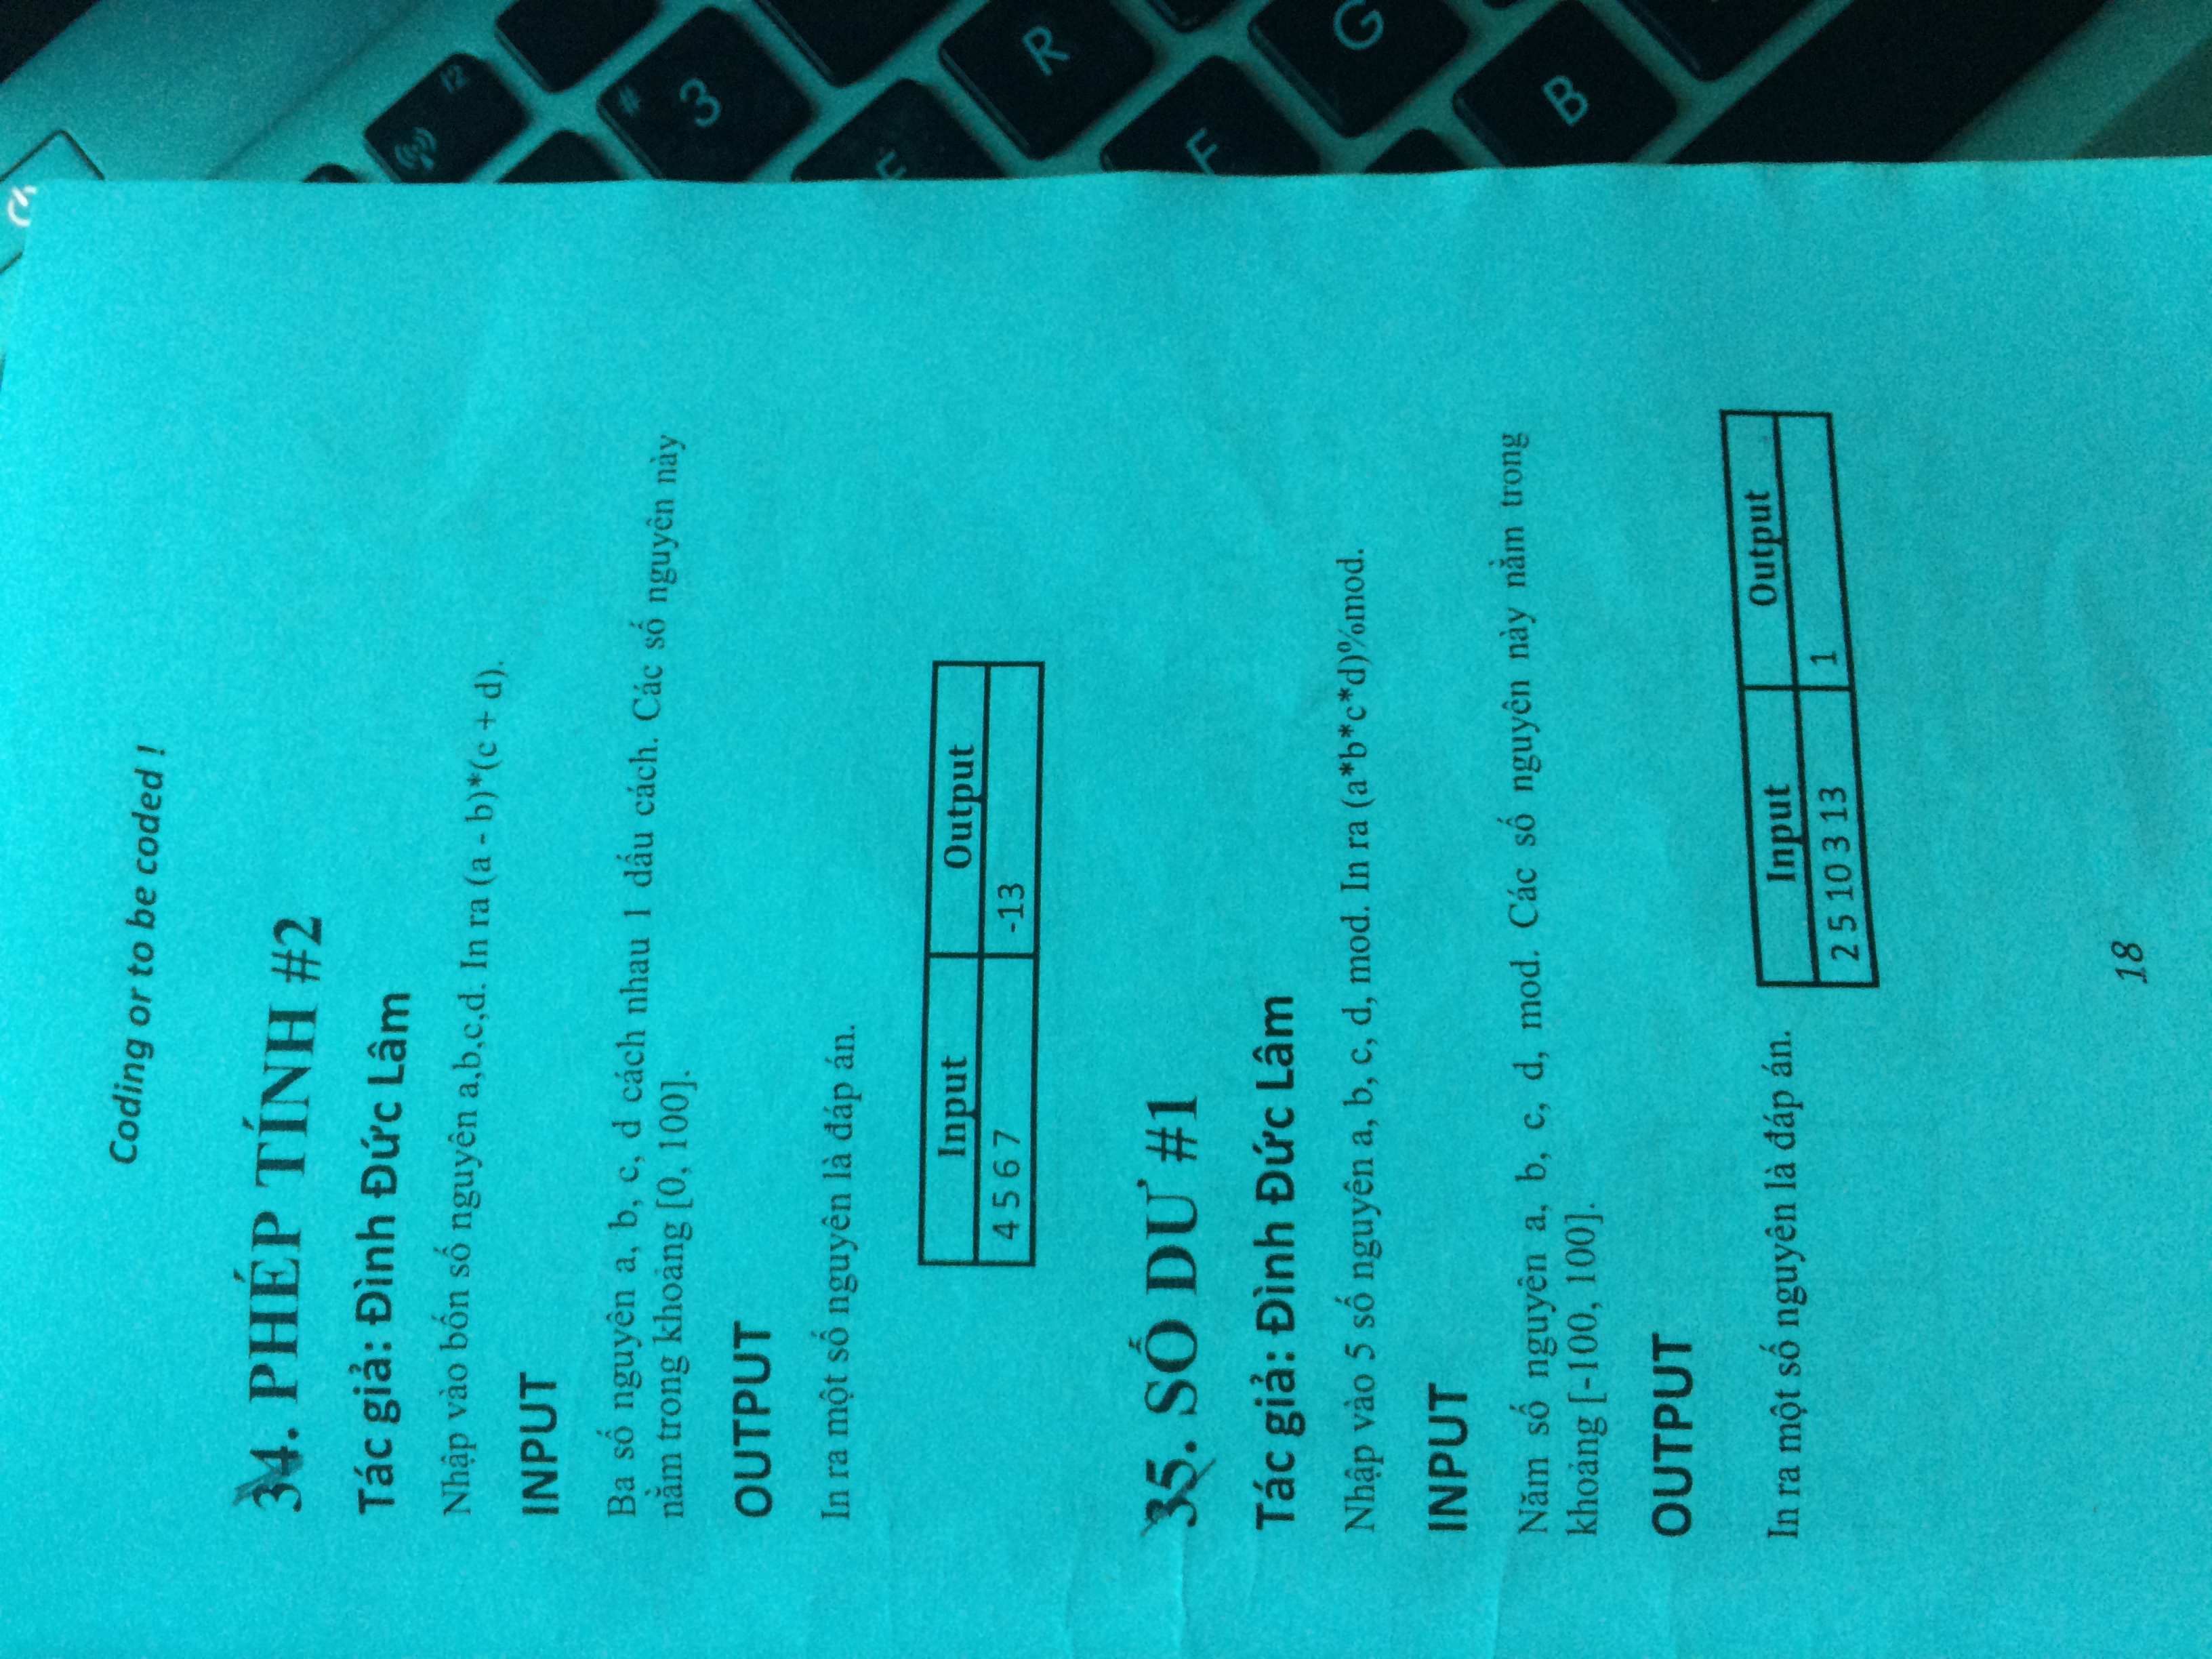 Coding or to be coded !
34. PHÉP TÍNH #2
Tác giả: Đình Đức Lâm
Nhập vào bốn số nguyên a,b,c,d. In ra (a - b)*(c + d).
INPUT
Ba số nguyên a, b, c, d cách nhau 1 dấu cách. Các số nguyên này
nằm trong khoảng [0, 100].
OUTPUT
In ra một số nguyên là đáp án.
Input Output
4 5 6 7 -13
35. SỐ DƯ #1
Tác giả: Đình Đức Lâm
Nhập vào 5 số nguyên a, b, c, d, mod. In ra (a*b*c*d)%mod.
INPUT
Năm số nguyên a, b, c, d, mod. Các số nguyên này nằm trong
khoảng [-100, 100].
OUTPUT
In ra một số nguyên là đáp án.
Input Output
2 5 10 3 13 1
18
f2
#
3
E
R
F
G
B